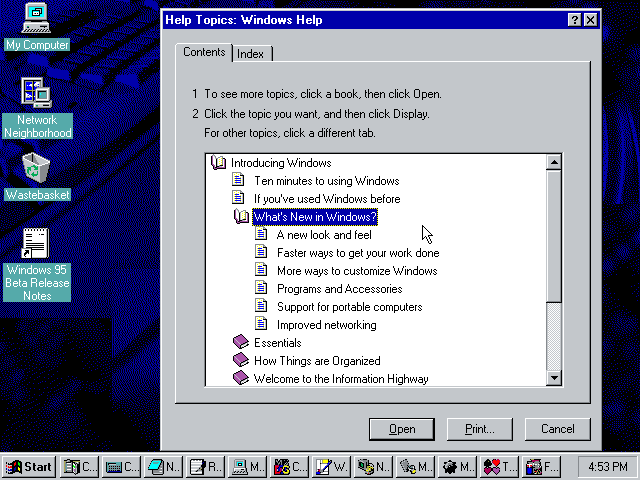 My Computer
Network
Neighborhood
Wastebasket
Windows 95
Beta Release
Notes
Help Topics: Windows Help
Contents
Index
1 To see more topics, click a book, then click Open.
2 Click the topic you want, and then click Display.
For other topics, click a different tab.
Introducing Windows
Ten minutes to using Windows
If you've used Windows before
What's New in Windows?
A new look and feel
Faster ways to get your work done
More ways to customize Windows
Programs and Accessories
Support for portable computers
Improved networking
Essentials
How Things are Organized
Welcome to the Information Highway
Open
Print...
Cancel
Start
C...
C...
N...
R...
M...
C...
W...
N...
M...
M...
T...
F...
4:53 PM